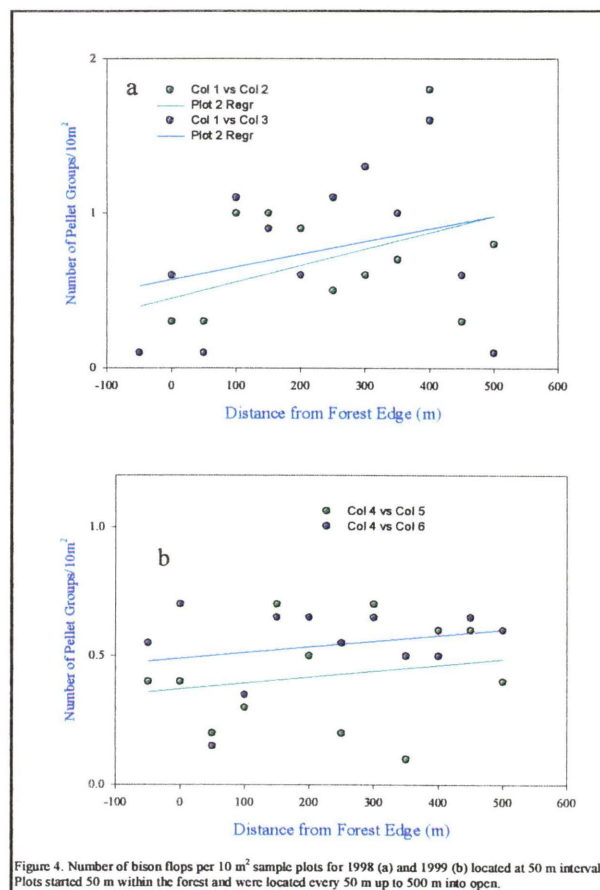 2
a
Col 1 vs Col 2
Plot 2 Regr
Col 1 vs Col 3
Plot 2 Regr
Number of Pellet Groups/10m²
1
0
-100 0 100 200 300 400 500 600
Distance from Forest Edge (m)
Col 4 vs Col 5
Col 4 vs Col 6
1.0
b
Number of Pellet Groups/10m²
0.5
0.0
-100 0 100 200 300 400 500 600
Distance from Forest Edge (m)
Figure 4. Number of bison flops per 10 m² sample plots for 1998 (a) and 1999 (b) located at 50 m interval
Plots started 50 m within the forest and were located every 50 m up to 500 m into open.